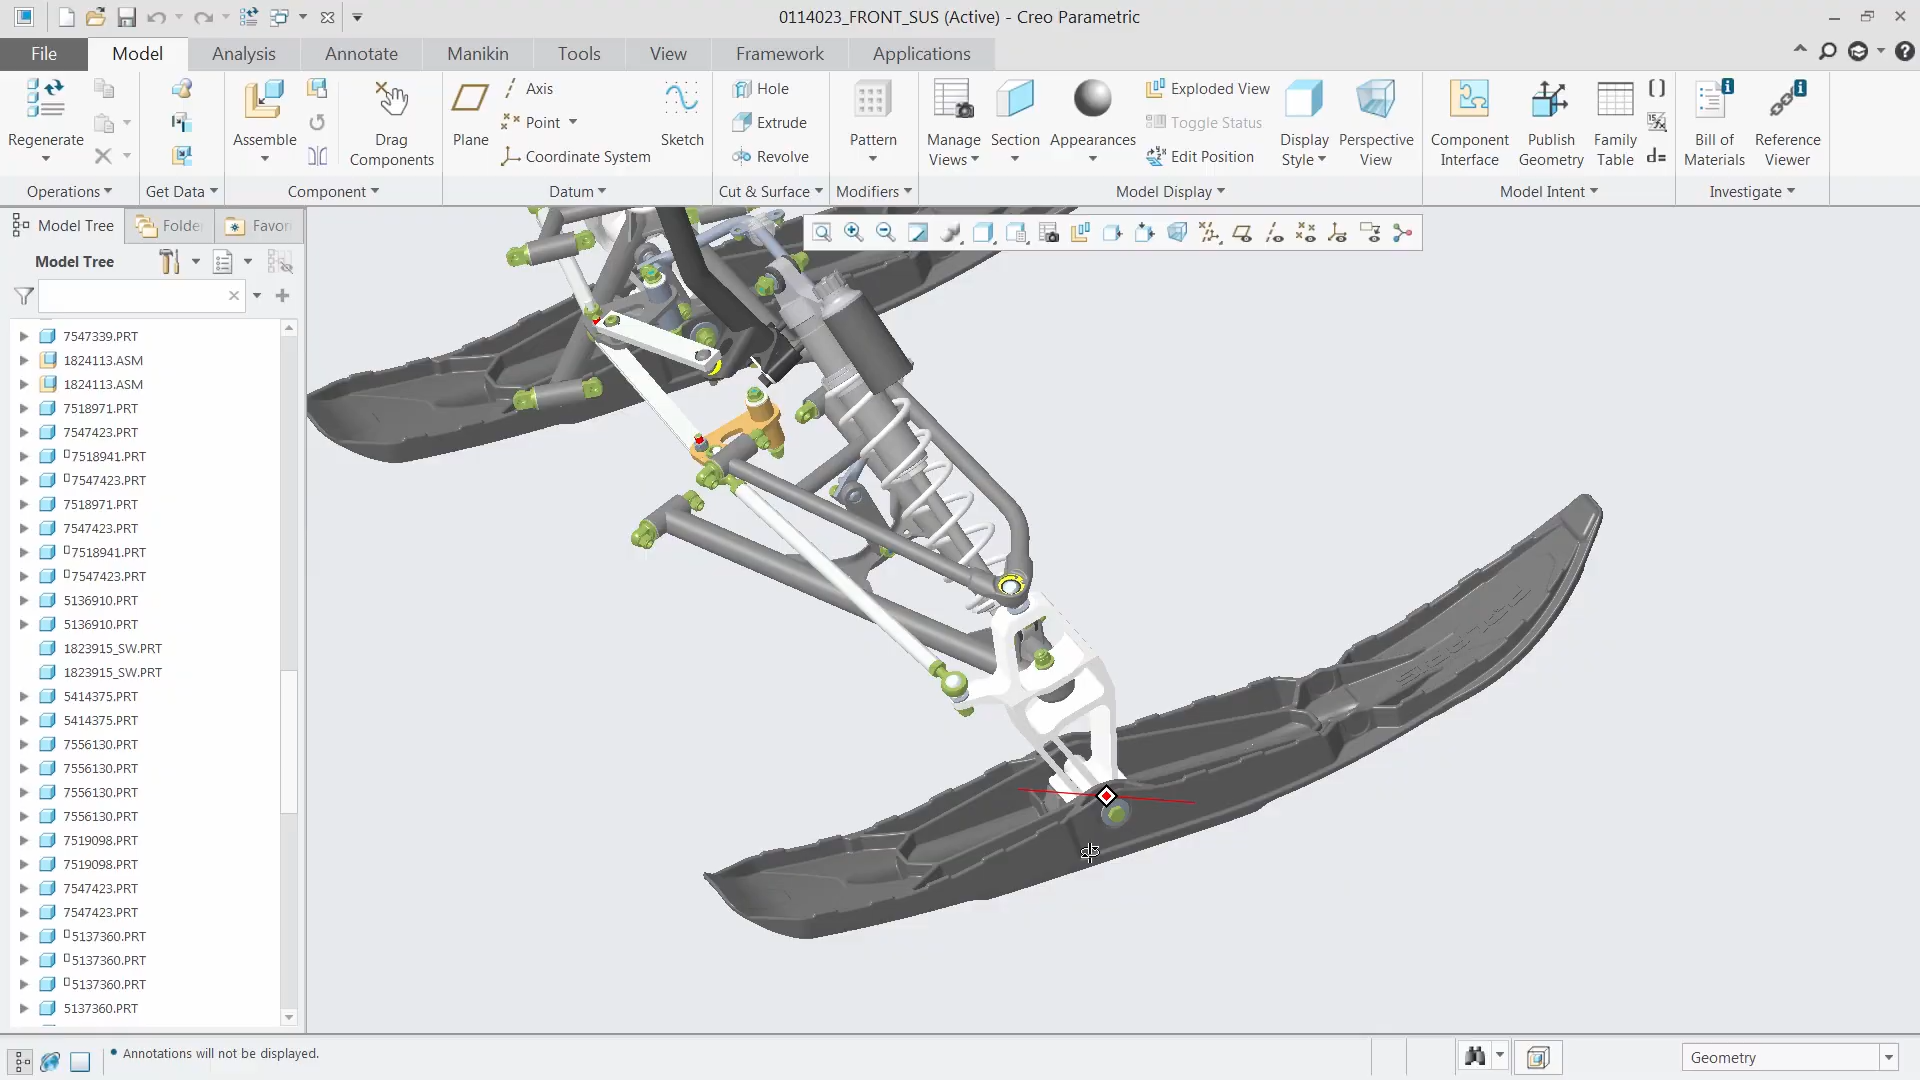 0114023_FRONT_SUS (Active) - Creo Parametric
File
Model
Analysis
Annotate
Manikin
Tools
View
Framework
Applications
Regenerate
Assemble
Drag
Components
Plane
Axis
Point
Coordinate System
Sketch
Hole
Extrude
Revolve
Pattern
Manage
Views
Section
Appearances
Exploded View
Toggle Status
Edit Position
Display
Style
Perspective
View
Component
Interface
Publish
Geometry
Family
Table
Bill of
Materials
Reference
Viewer
Operations
Get Data
Component
Datum
Cut & Surface
Modifiers
Model Display
Model Intent
Investigate
Model Tree
Folde
Favor
Model Tree
7547339.PRT
1824113.ASM
1824113.ASM
7518971.PRT
7547423.PRT
7518941.PRT
7547423.PRT
7518971.PRT
7547423.PRT
7518941.PRT
7547423.PRT
5136910.PRT
5136910.PRT
1823915_SW.PRT
1823915_SW.PRT
5414375.PRT
5414375.PRT
7556130.PRT
7556130.PRT
7556130.PRT
7556130.PRT
7519098.PRT
7519098.PRT
7547423.PRT
7547423.PRT
5137360.PRT
5137360.PRT
5137360.PRT
5137360.PRT
POLARIS
Annotations will not be displayed.
Geometry